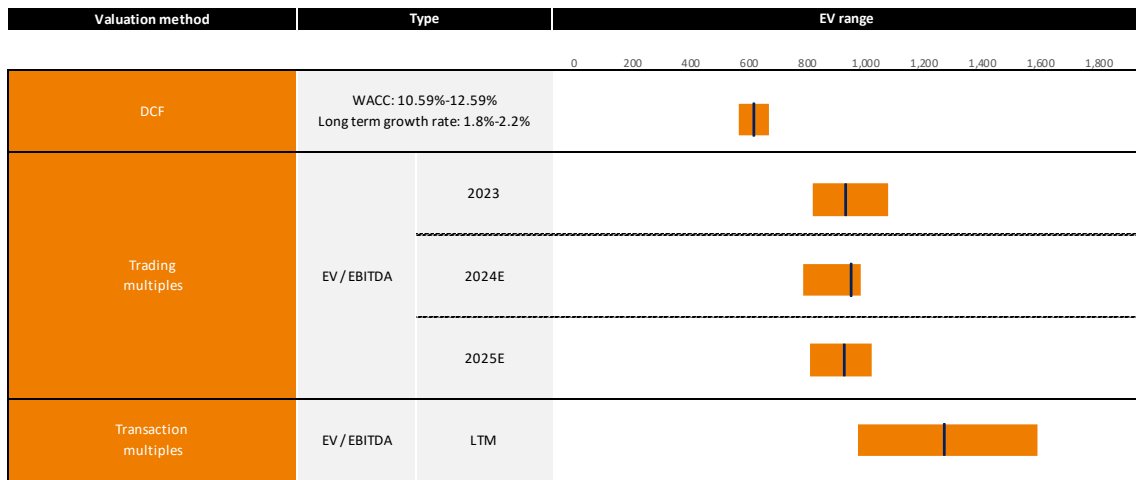 Valuation method Type EV range
0 200 400 600 800 1,000 1,200 1,400 1,600 1,800
DCF
WACC: 10.59%-12.59%
Long term growth rate: 1.8%-2.2%
Trading
multiples
EV / EBITDA
2023
2024E
2025E
Transaction
multiples
EV / EBITDA
LTM